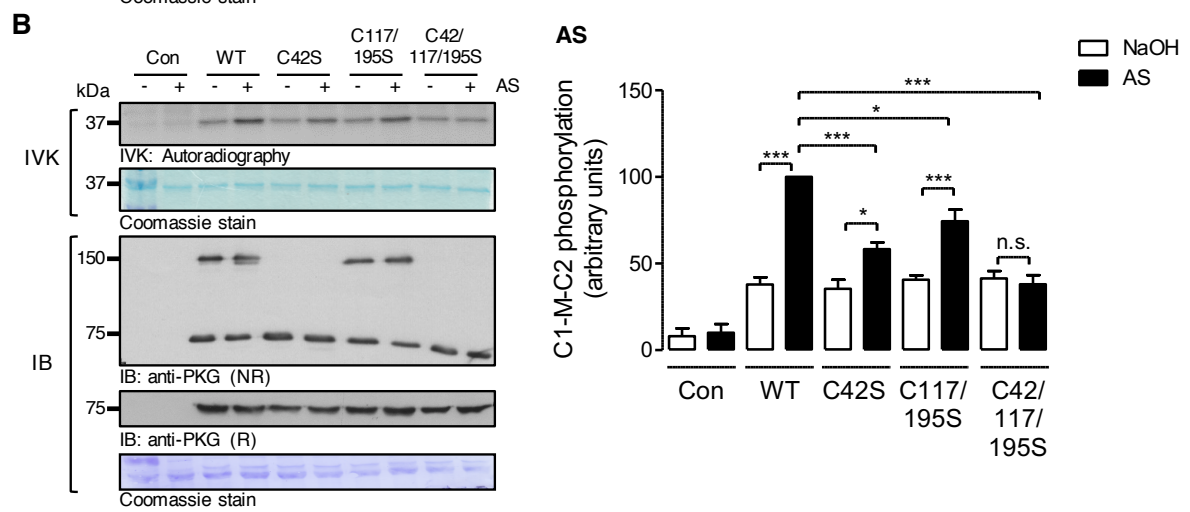 Coomassie stain
B
Con WT C42S C117/195S C42/117/195S
- + - + - + - + - + AS
kDa
37
IVK: Autoradiography
IVK
37
Coomassie stain
150
75
IB
IB: anti-PKG (NR)
75
IB: anti-PKG (R)
Coomassie stain
AS
NaOH
AS
C1-M-C2 phosphorylation
(arbitrary units)
150
100
50
0
***
*
***
***
***
*
n.s.
Con WT C42S C117/ C42/
195S 117/
195S